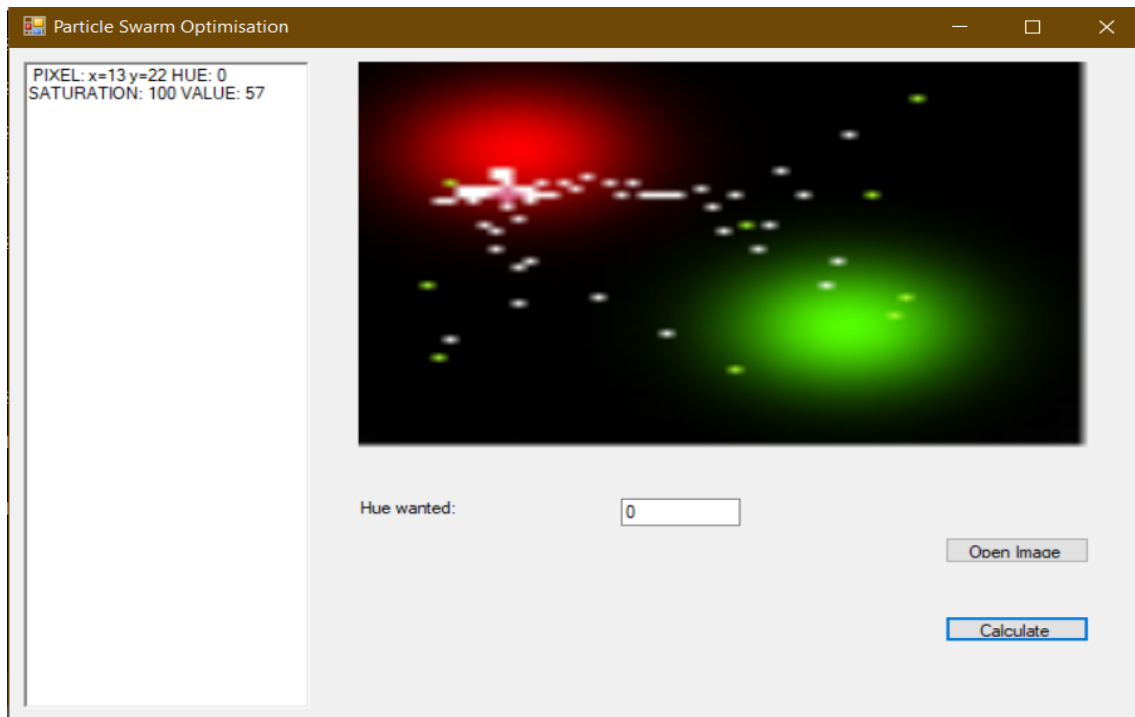 Particle Swarm Optimisation
PIXEL: x=13 y=22 HUE: 0
SATURATION: 100 VALUE: 57
Hue wanted:
0
Open Image
Calculate